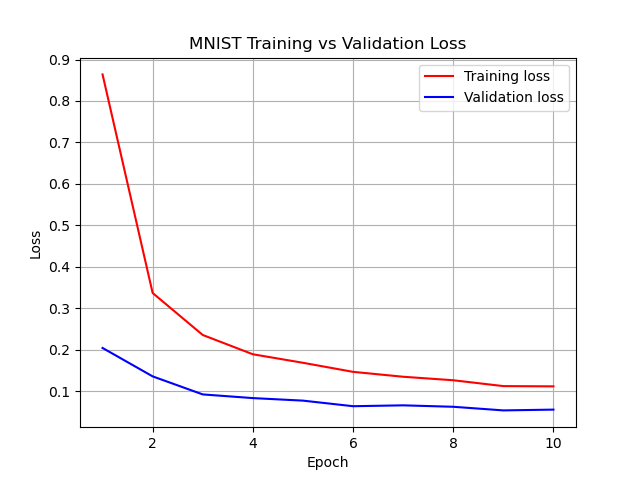 MNIST Training vs Validation Loss
0.9
0.8
0.7
0.6
0.5
0.4
0.3
0.2
0.1
Loss
Training loss
Validation loss
2 4 6 8 10
Epoch